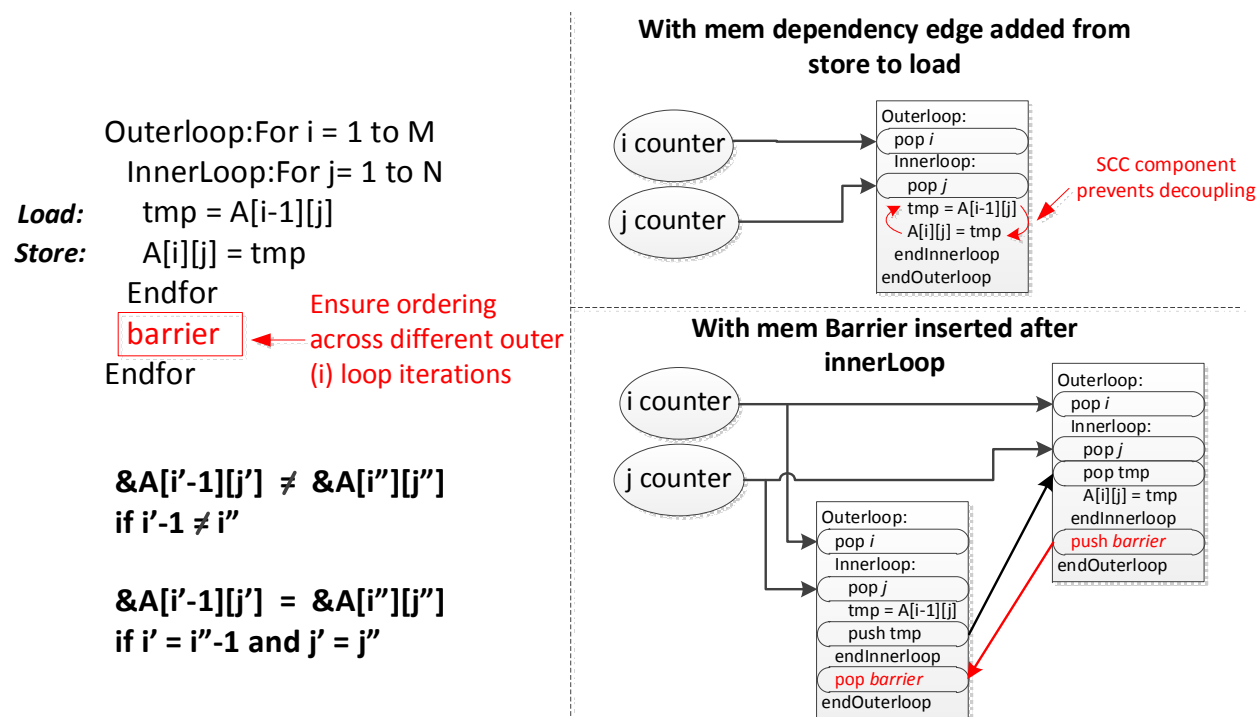 Outerloop:For i = 1 to M
InnerLoop:For j= 1 to N
Load: tmp = A[i-1][j]
Store: A[i][j] = tmp
Endfor
barrier
Endfor
Ensure ordering
across different outer
(i) loop iterations
&A[i'-1][j'] ≠ &A[i"][j"]
if i'-1 ≠ i"
&A[i'-1][j'] = &A[i"][j"]
if i' = i"-1 and j' = j"
With mem dependency edge added from
store to load
i counter
j counter
Outerloop:
pop i
Innerloop:
pop j
tmp = A[i-1][j]
A[i][j] = tmp
endInnerloop
endOuterloop
SCC component
prevents decoupling
With mem Barrier inserted after
innerLoop
i counter
j counter
Outerloop:
pop i
Innerloop:
pop j
tmp = A[i-1][j]
push tmp
endInnerloop
pop barrier
endOuterloop
Outerloop:
pop i
Innerloop:
pop j
pop tmp
A[i][j] = tmp
endInnerloop
push barrier
endOuterloop